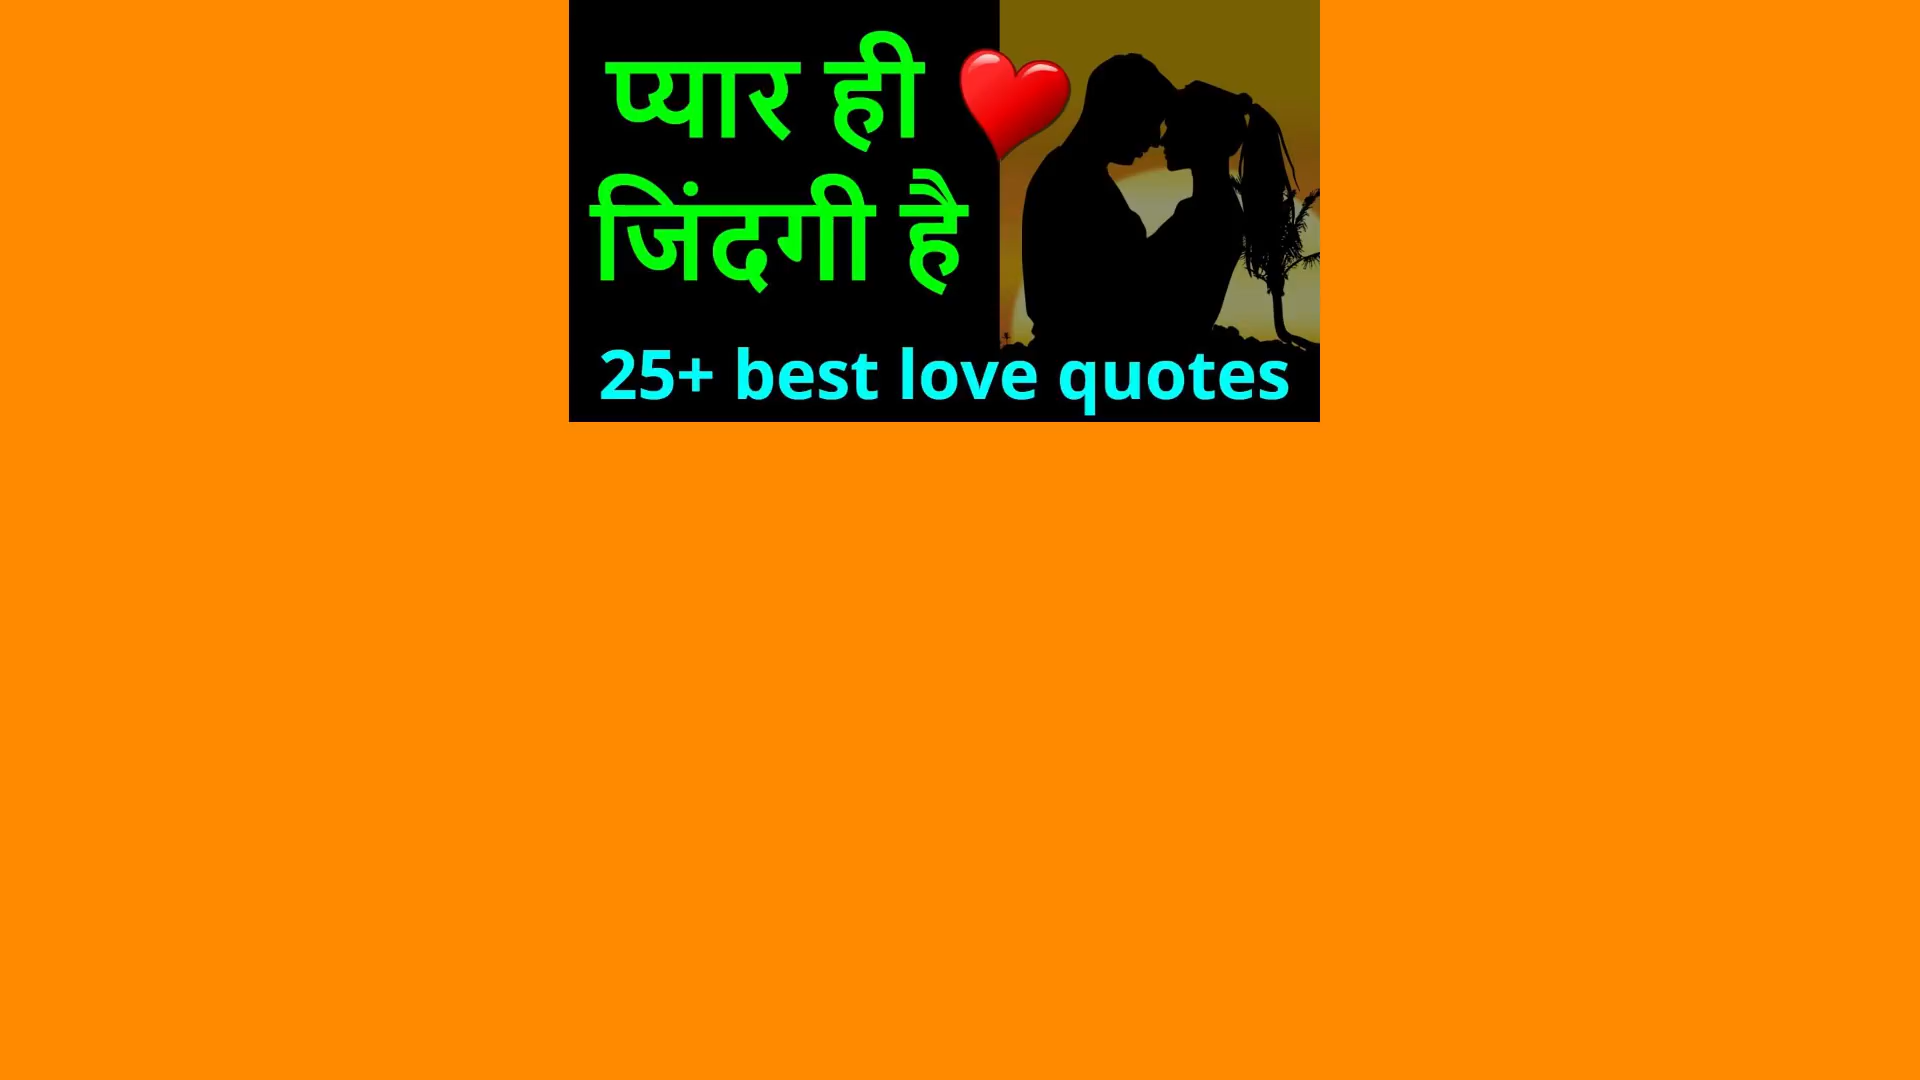 प्यार ही
जिंदगी है
25+ best love quotes